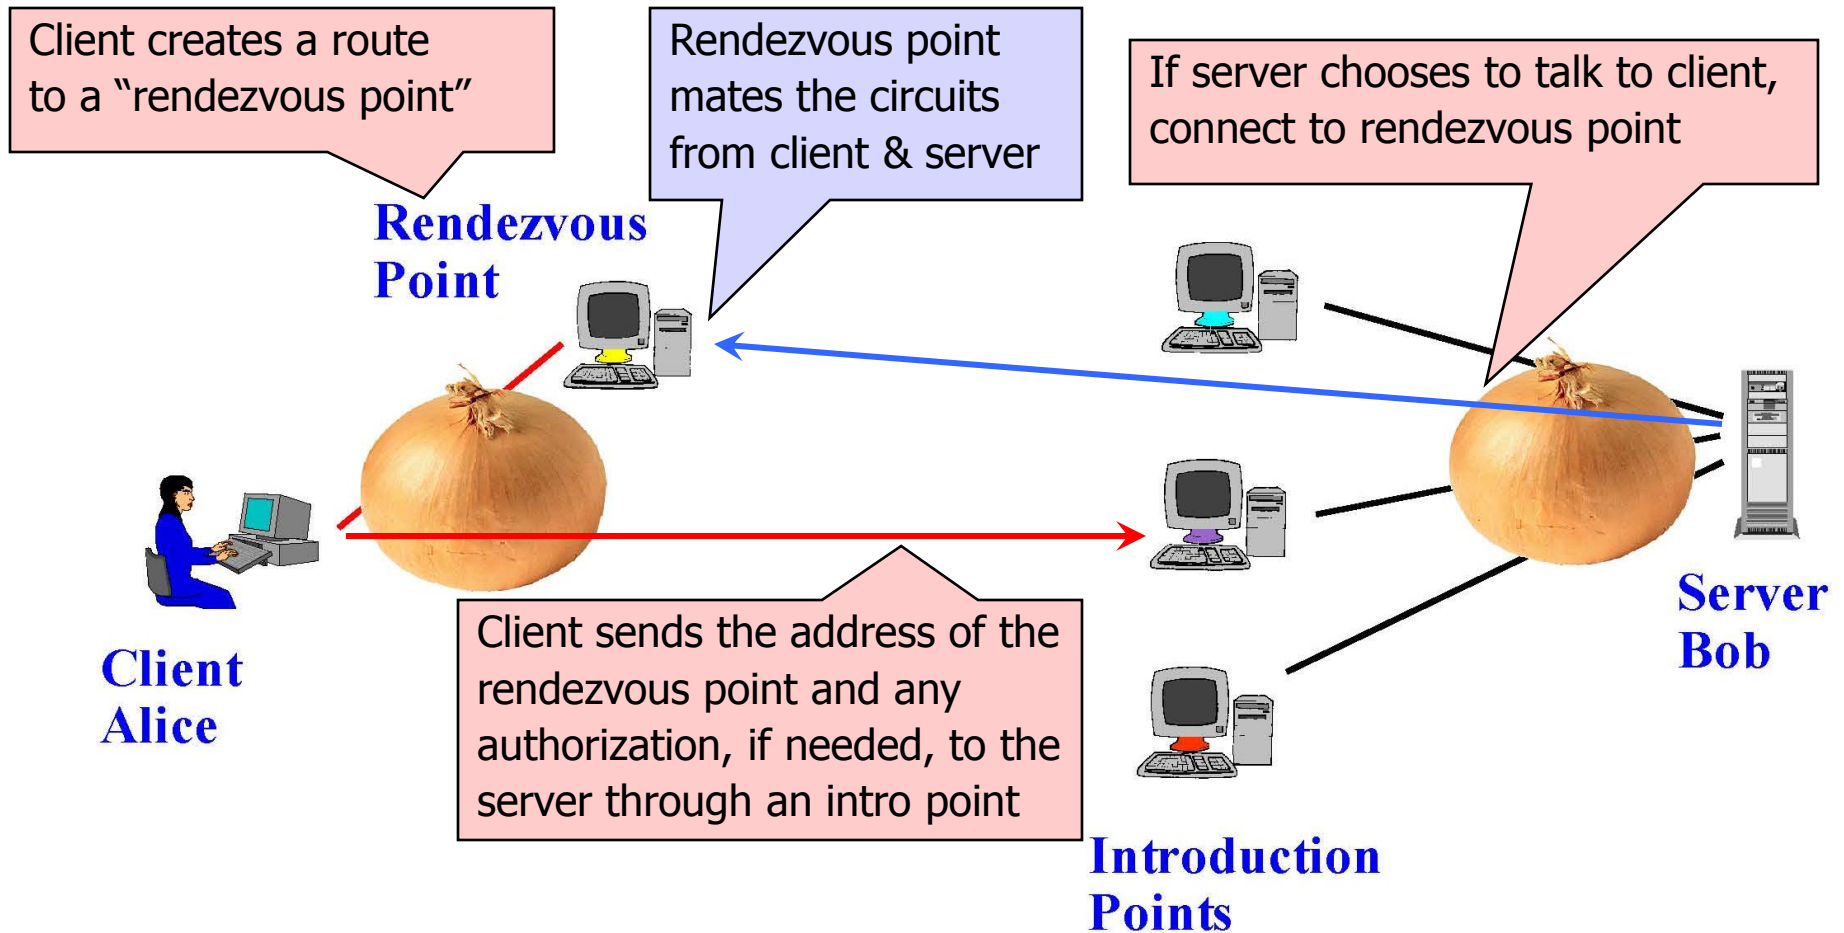 Client creates a route
to a “rendezvous point”
Rendezvous point
mates the circuits
from client & server
If server chooses to talk to client,
connect to rendezvous point
Rendezvous
Point
Client sends the address of the
rendezvous point and any
authorization, if needed, to the
server through an intro point
Client
Alice
Server
Bob
Introduction
Points